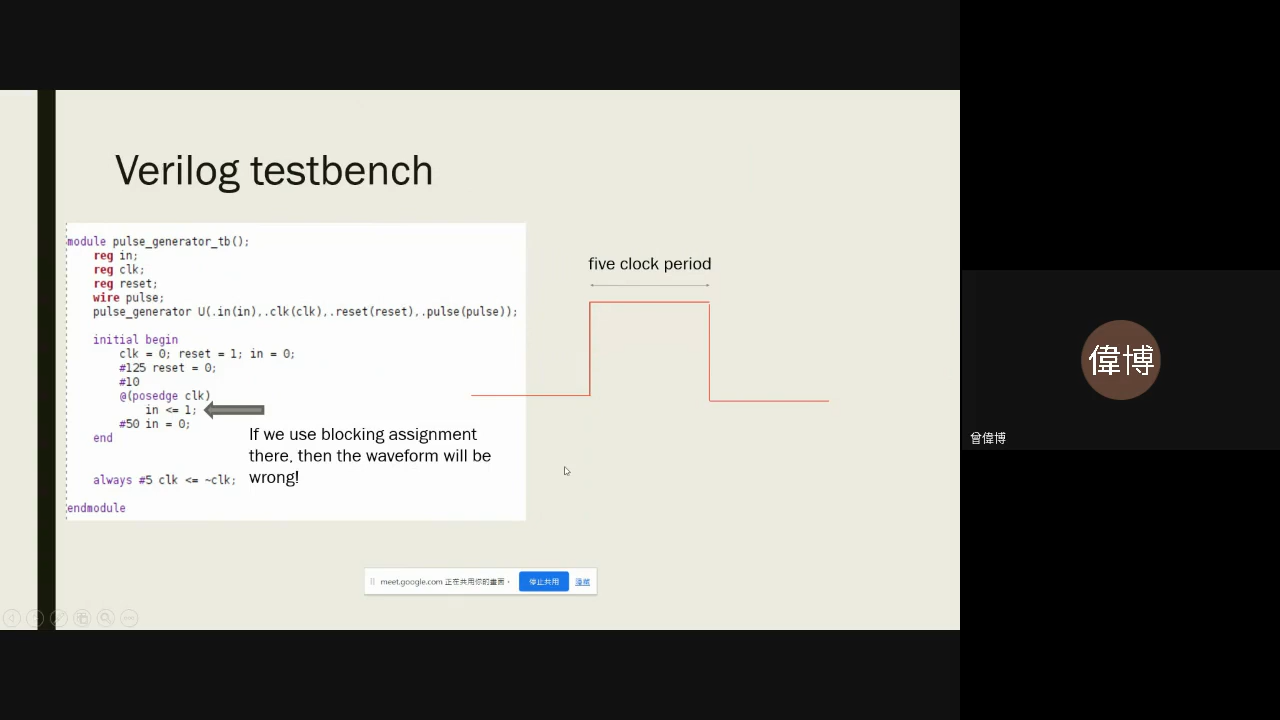 Verilog testbench
module pulse_generator_tb();
reg in;
reg clk;
reg reset;
wire pulse;
pulse_generator U(.in(in),.clk(clk),.reset(reset),.pulse(pulse));
initial begin
clk = 0; reset = 1; in = 0;
#125 reset = 0;
#10
@(posedge clk)
in <= 1;
#50 in = 0;
end
always #5 clk <= ~clk;
endmodule
If we use blocking assignment
there, then the waveform will be
wrong!
five clock period
meet.google.com 正在共用你的畫面。
停止共用
隱藏
偉博
曾偉博